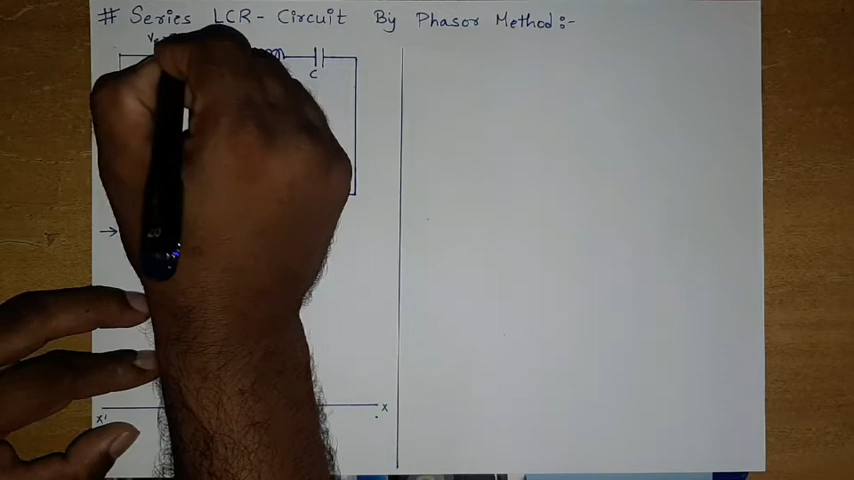 # Series LCR- Circuit By Phasor Method :-
C
→
X' X